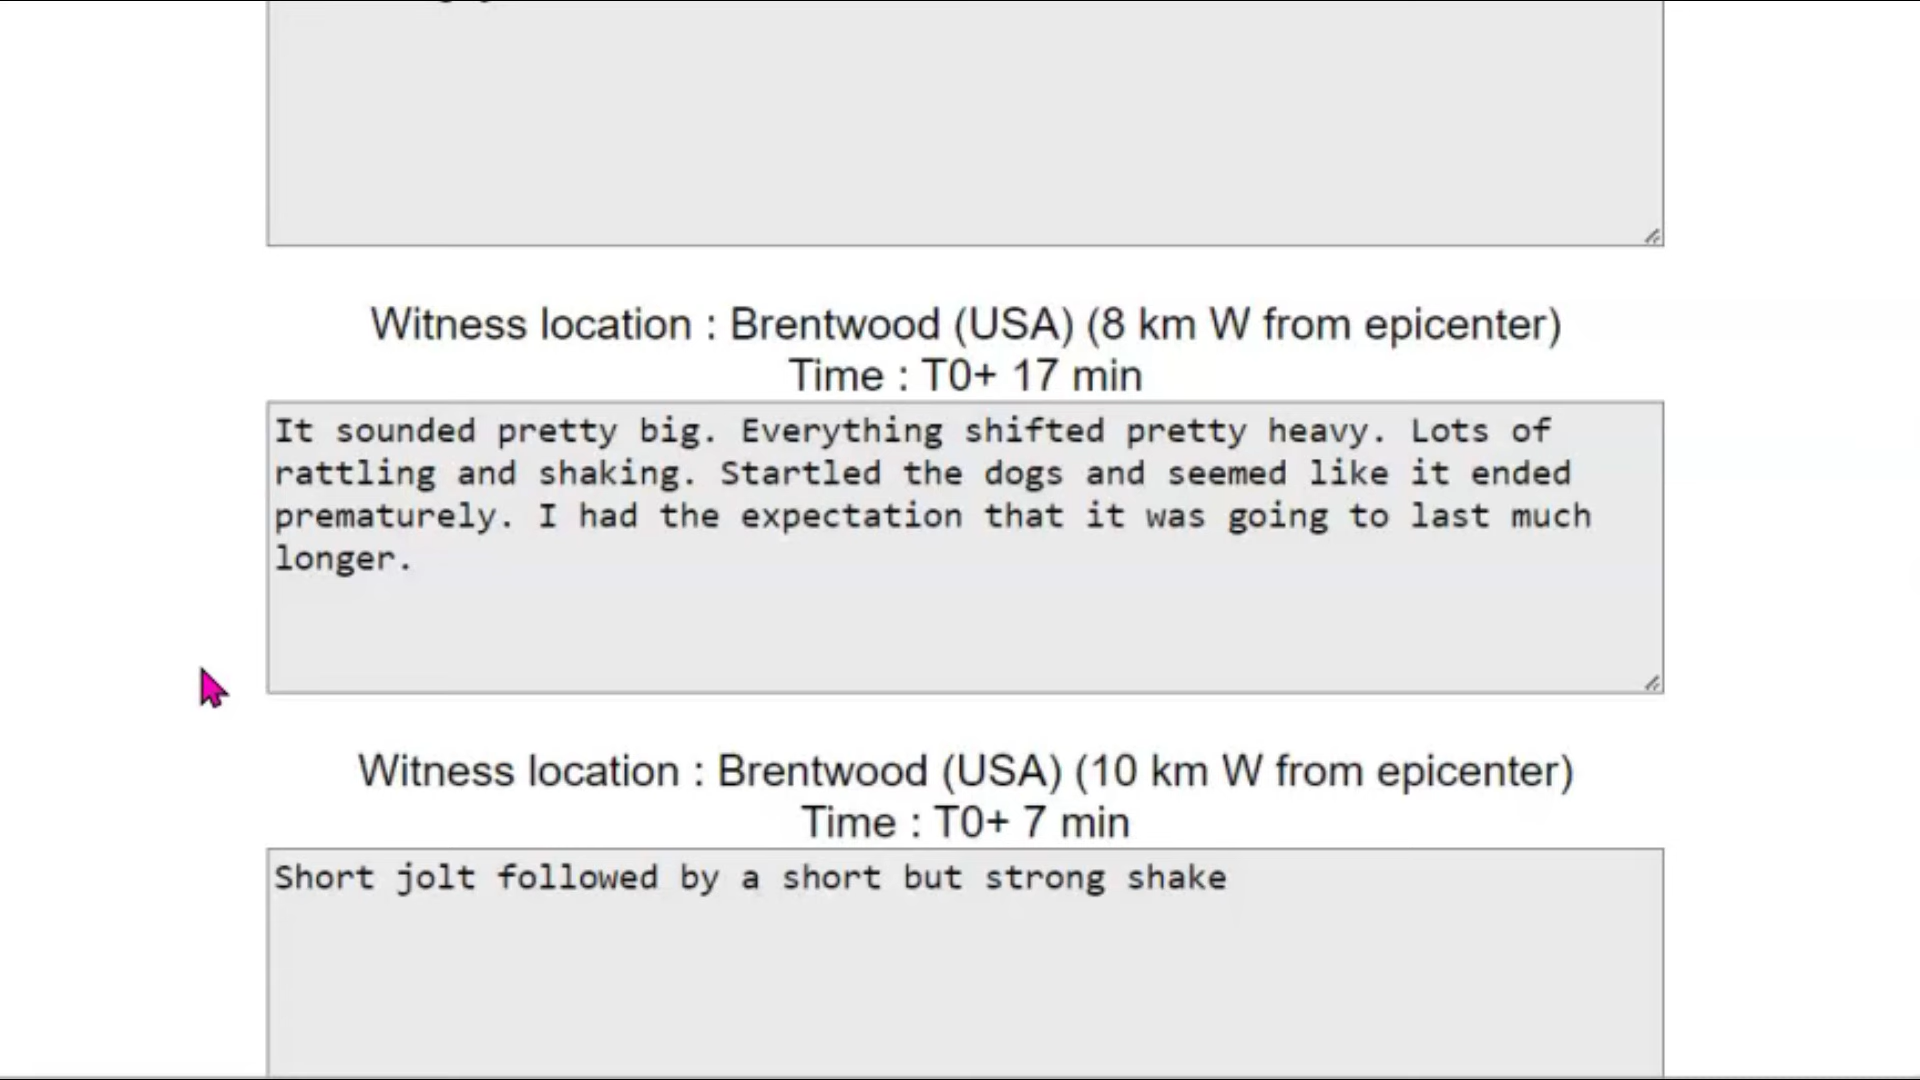 Witness location : Brentwood (USA) (8 km W from epicenter)
Time : T0+ 17 min
It sounded pretty big. Everything shifted pretty heavy. Lots of
rattling and shaking. Startled the dogs and seemed like it ended
prematurely. I had the expectation that it was going to last much
longer.
Witness location : Brentwood (USA) (10 km W from epicenter)
Time : T0+ 7 min
Short jolt followed by a short but strong shake